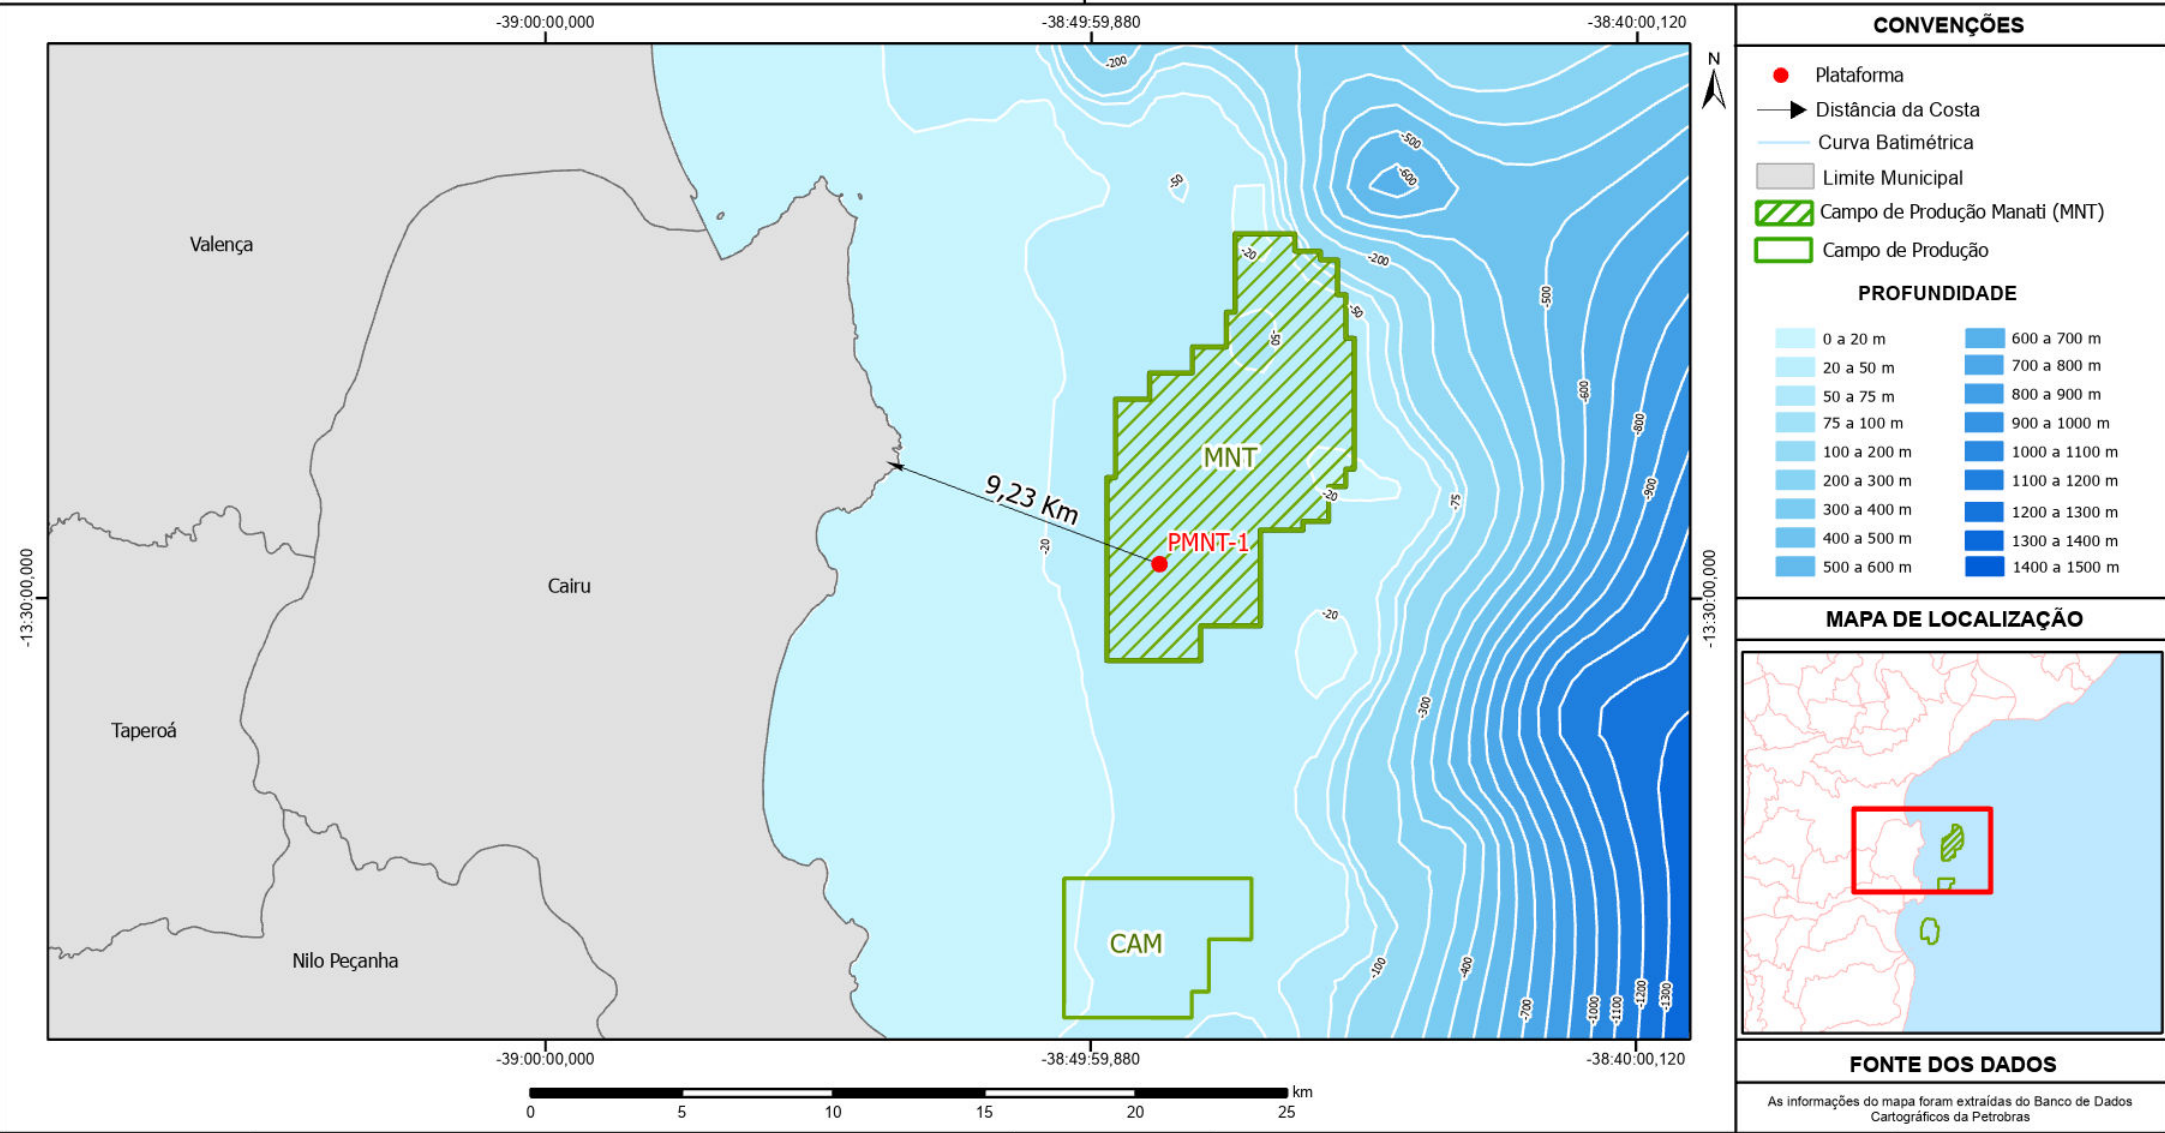 -39:00:00,000
-38:49:59,880
-38:40:00,120
-13:30:00,000
-13:30:00,000
Valença
Cairu
Taperoá
Nilo Peçanha
MNT
PMNT-1
9,23 Km
CAM
-200
-50
-500
-600
-20
-200
-50
-50
-500
-600
-800
-900
-75
-20
-20
-20
-300
-100
-400
-700
-1000
-1100
-1200
-1300
-39:00:00,000
-38:49:59,880
-38:40:00,120
0
5
10
15
20
25
km
N
CONVENÇÕES
Plataforma
Distância da Costa
Curva Batimétrica
Limite Municipal
Campo de Produção Manati (MNT)
Campo de Produção
PROFUNDIDADE
0 a 20 m
20 a 50 m
50 a 75 m
75 a 100 m
100 a 200 m
200 a 300 m
300 a 400 m
400 a 500 m
500 a 600 m
600 a 700 m
700 a 800 m
800 a 900 m
900 a 1000 m
1000 a 1100 m
1100 a 1200 m
1200 a 1300 m
1300 a 1400 m
1400 a 1500 m
MAPA DE LOCALIZAÇÃO
FONTE DOS DADOS
As informações do mapa foram extraídas do Banco de Dados
Cartográficos da Petrobras